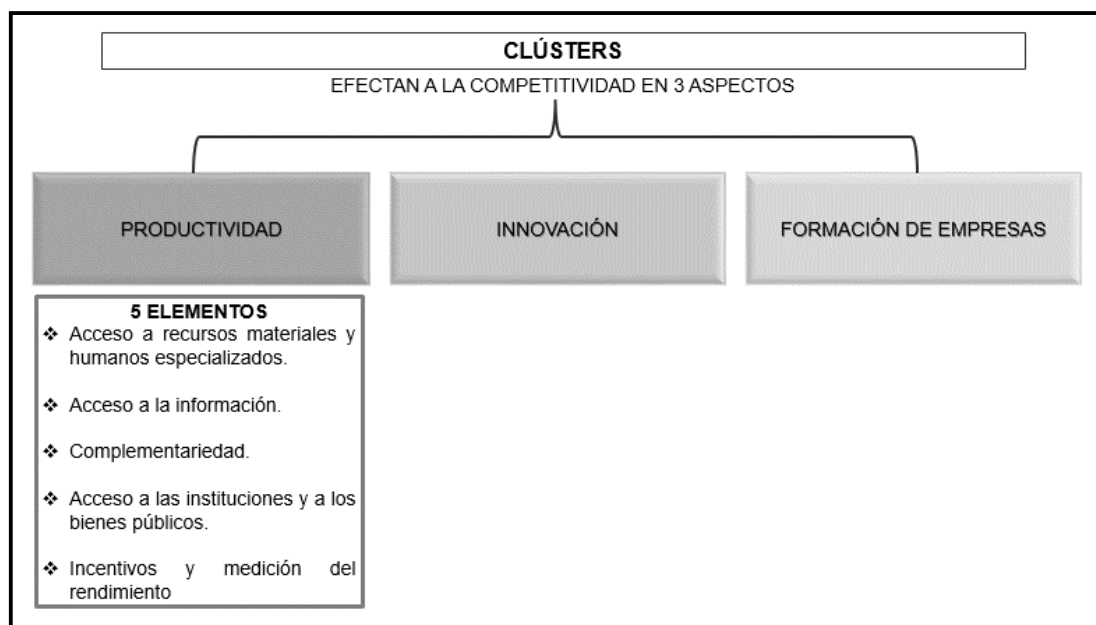 CLÚSTERS
EFECTAN A LA COMPETITIVIDAD EN 3 ASPECTOS
PRODUCTIVIDAD
INNOVACIÓN
FORMACIÓN DE EMPRESAS
5 ELEMENTOS
❖ Acceso a recursos materiales y
humanos especializados.
❖ Acceso a la información.
❖ Complementariedad.
❖ Acceso a las instituciones y a los
bienes públicos.
❖ Incentivos y medición del
rendimiento